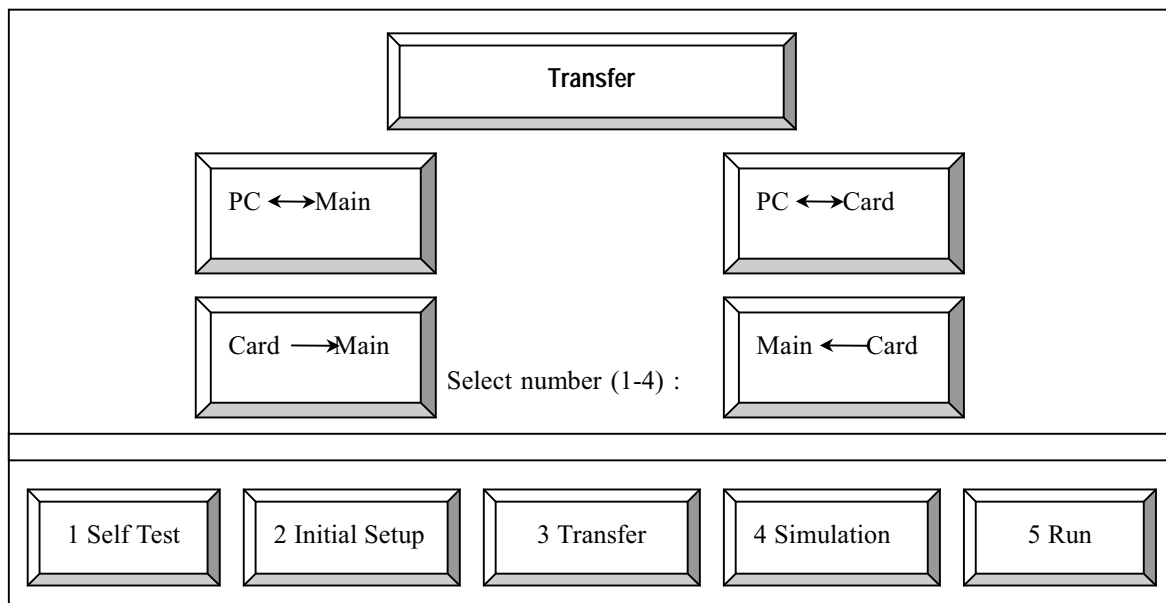 Transfer
PC ↔ Main
PC ↔ Card
Card → Main
Main ← Card
Select number (1-4) :
1 Self Test
2 Initial Setup
3 Transfer
4 Simulation
5 Run